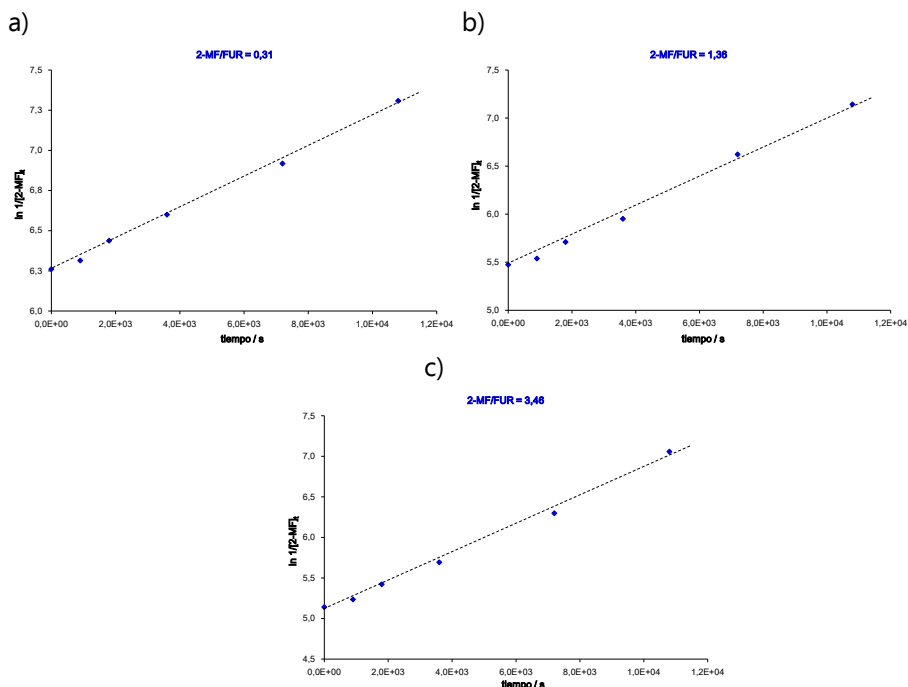 a)
2-MF/FUR = 0,31
7,5
7,3
7,0
6,8
6,5
6,3
6,0
ln 1/[2-MF]t
0,0E+00 2,0E+03 4,0E+03 6,0E+03 8,0E+03 1,0E+04 1,2E+04
tiempo / s
b)
2-MF/FUR = 1,36
7,5
7,0
6,5
6,0
5,5
5,0
ln 1/[2-MF]t
0,0E+00 2,0E+03 4,0E+03 6,0E+03 8,0E+03 1,0E+04 1,2E+04
tiempo / s
c)
2-MF/FUR = 3,46
7,5
7,0
6,5
6,0
5,5
5,0
4,5
ln 1/[2-MF]t
0,0E+00 2,0E+03 4,0E+03 6,0E+03 8,0E+03 1,0E+04 1,2E+04
tiempo / s